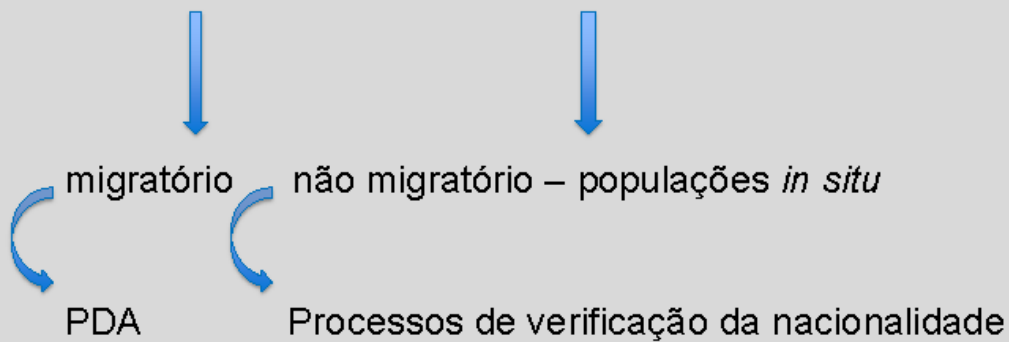 migratório não migratório – populações in situ
PDA Processos de verificação da nacionalidade